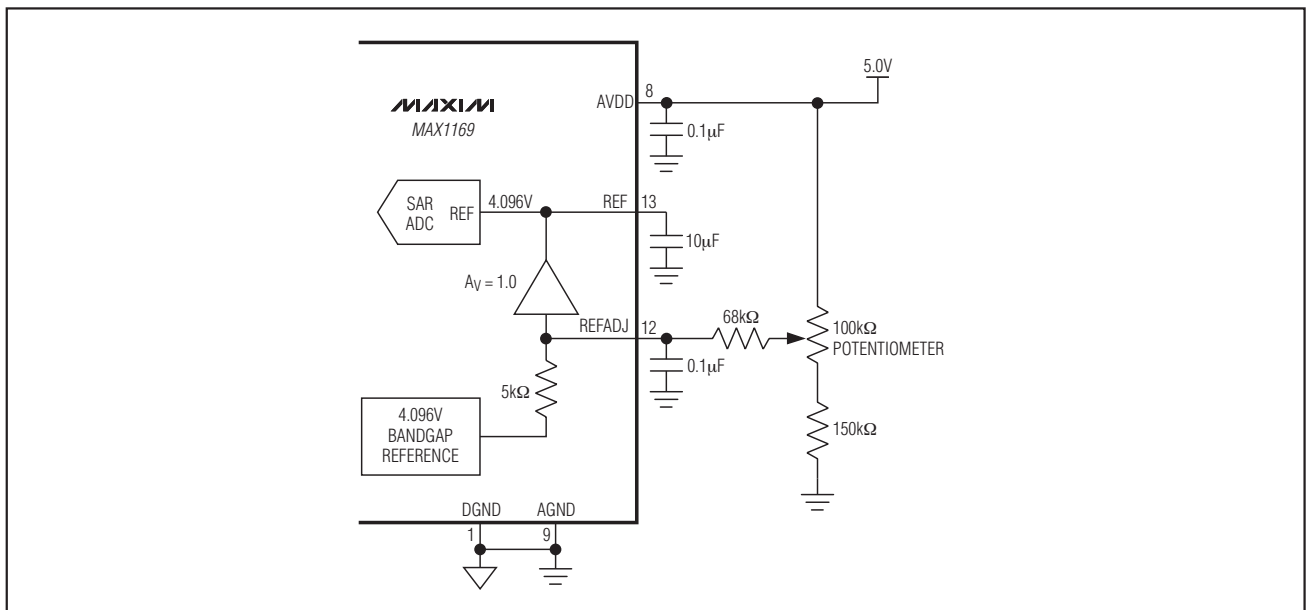 5.0V
MAXIM
MAX1169
AVDD
8
0.1μF
SAR
ADC
REF
4.096V
REF
13
10μF
AV = 1.0
REFADJ
12
68kΩ
100kΩ
POTENTIOMETER
0.1μF
5kΩ
4.096V
BANDGAP
REFERENCE
150kΩ
DGND
AGND
1
9